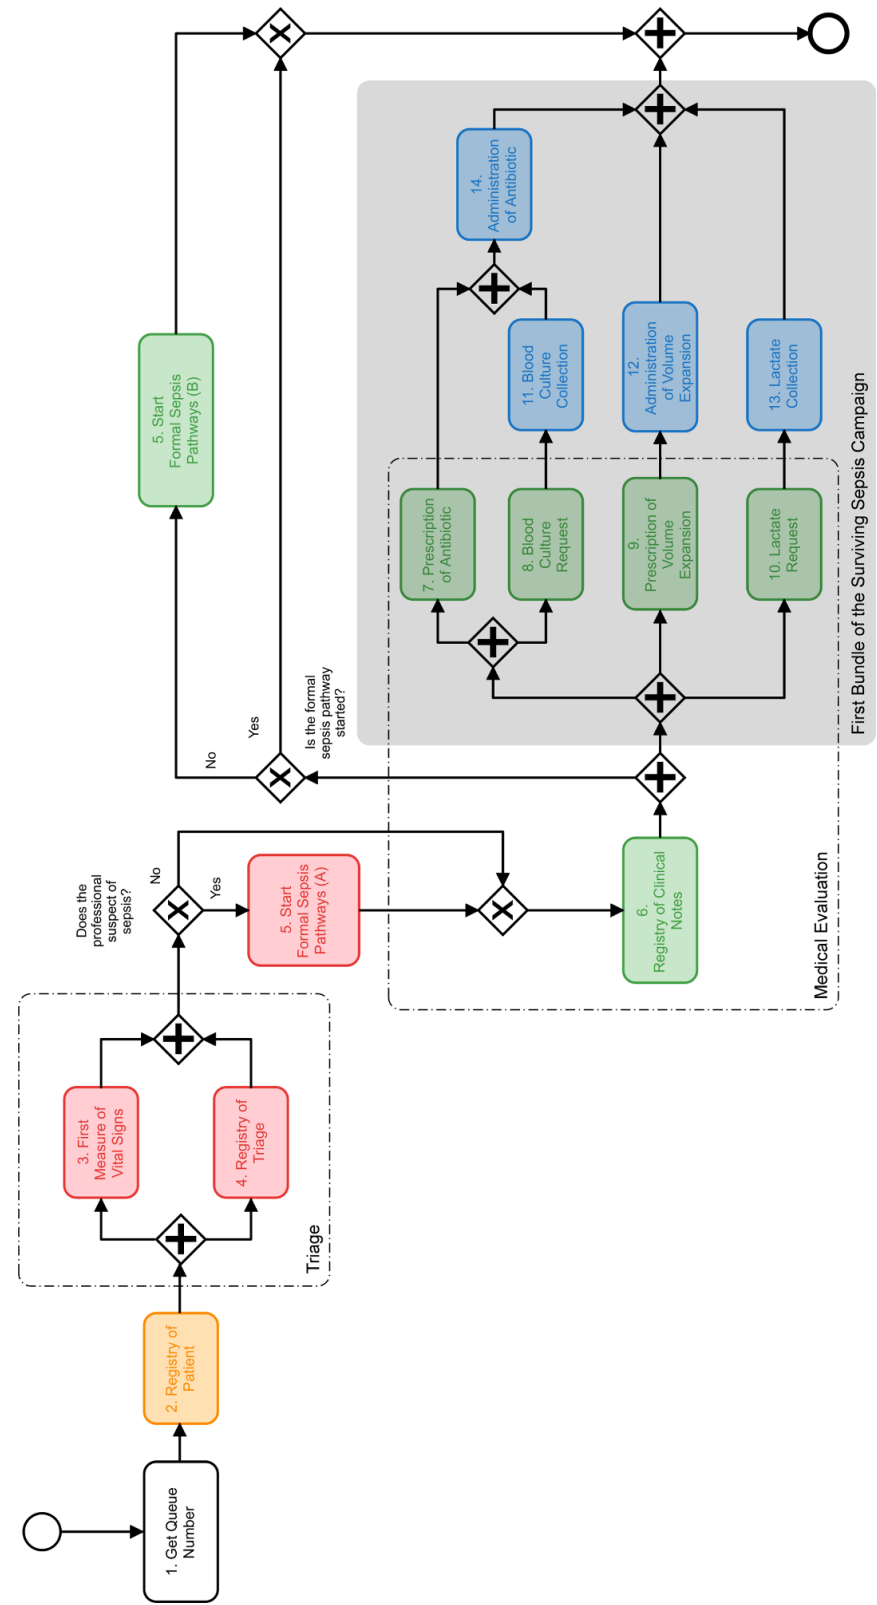 1. Get Queue
Number
2. Registry of
Patient
Triage
3. First
Measure of
Vital Signs
4. Registry of
Triage
Does the
professional
suspect of
sepsis?
No
Yes
5. Start
Formal Sepsis
Pathways (A)
Medical Evaluation
6.
Registry of Clinical
Notes
Is the formal
sepsis pathway
started?
No
Yes
5. Start
Formal Sepsis
Pathways (B)
First Bundle of the Surviving Sepsis Campaign
7. Prescription
of Antibiotic
8. Blood
Culture
Request
9.
Prescription of
Volume
Expansion
10. Lactate
Request
11. Blood
Culture
Collection
12.
Administration
of Volume
Expansion
13. Lactate
Collection
14.
Administration
of Antibiotic